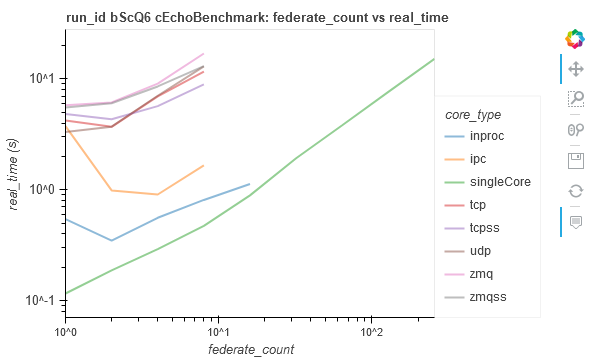 run_id bScQ6 cEchoBenchmark: federate_count vs real_time
real_time (s)
10^1
10^0
10^-1
10^0
10^1
10^2
federate_count
core_type
inproc
ipc
singleCore
tcp
tcpss
udp
zmq
zmqss